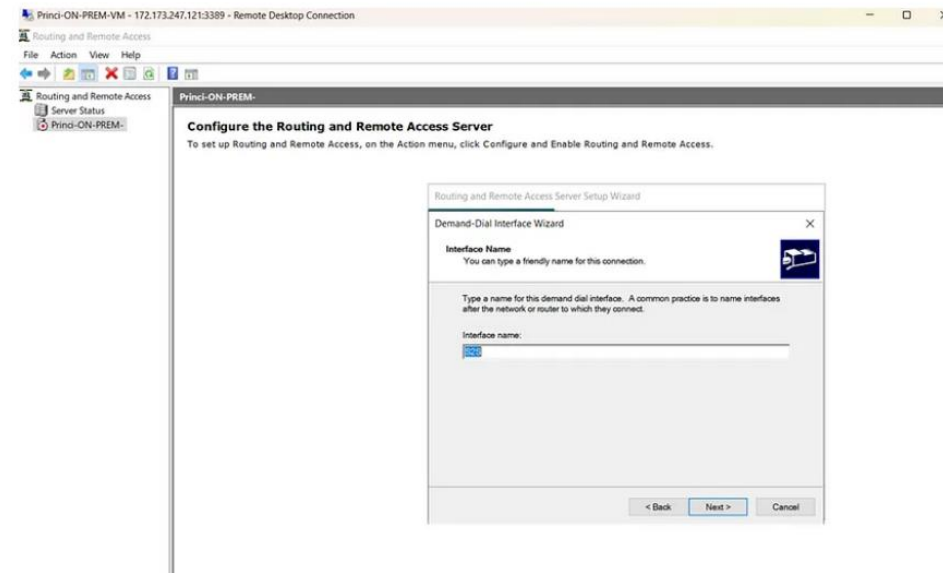 Princi-ON-PREM-VM - 172.173.247.121:3389 - Remote Desktop Connection
Routing and Remote Access
File Action View Help
Routing and Remote Access
Server Status
Princi-ON-PREM-
Princi-ON-PREM-
Configure the Routing and Remote Access Server
To set up Routing and Remote Access, on the Action menu, click Configure and Enable Routing and Remote Access.
Routing and Remote Access Server Setup Wizard
Demand-Dial Interface Wizard
Interface Name
You can type a friendly name for this connection.
Type a name for this demand dial interface. A common practice is to name interfaces
after the network or router to which they connect.
Interface name:
< Back Next > Cancel